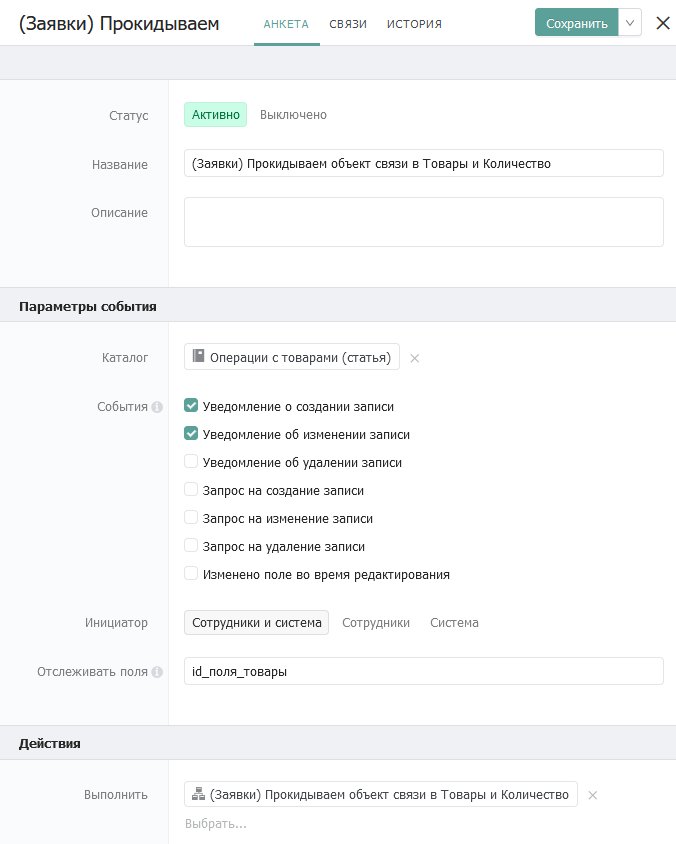 (Заявки) Прокидываем АНКЕТА СВЯЗИ ИСТОРИЯ Сохранить
Статус Активно Выключено
Название (Заявки) Прокидываем объект связи в Товары и Количество
Описание
Параметры события
Каталог Операции с товарами (статья)
События Уведомление о создании записи
Уведомление об изменении записи
Уведомление об удалении записи
Запрос на создание записи
Запрос на изменение записи
Запрос на удаление записи
Изменено поле во время редактирования
Инициатор Сотрудники и система Сотрудники Система
Отслеживать поля id_поля_товары
Действия
Выполнить (Заявки) Прокидываем объект связи в Товары и Количество
Выбрать...